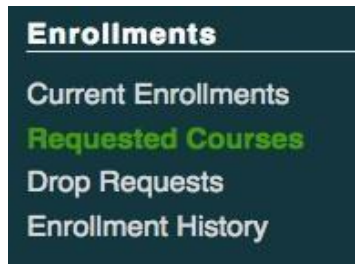 Enrollments
Current Enrollments
Requested Courses
Drop Requests
Enrollment History